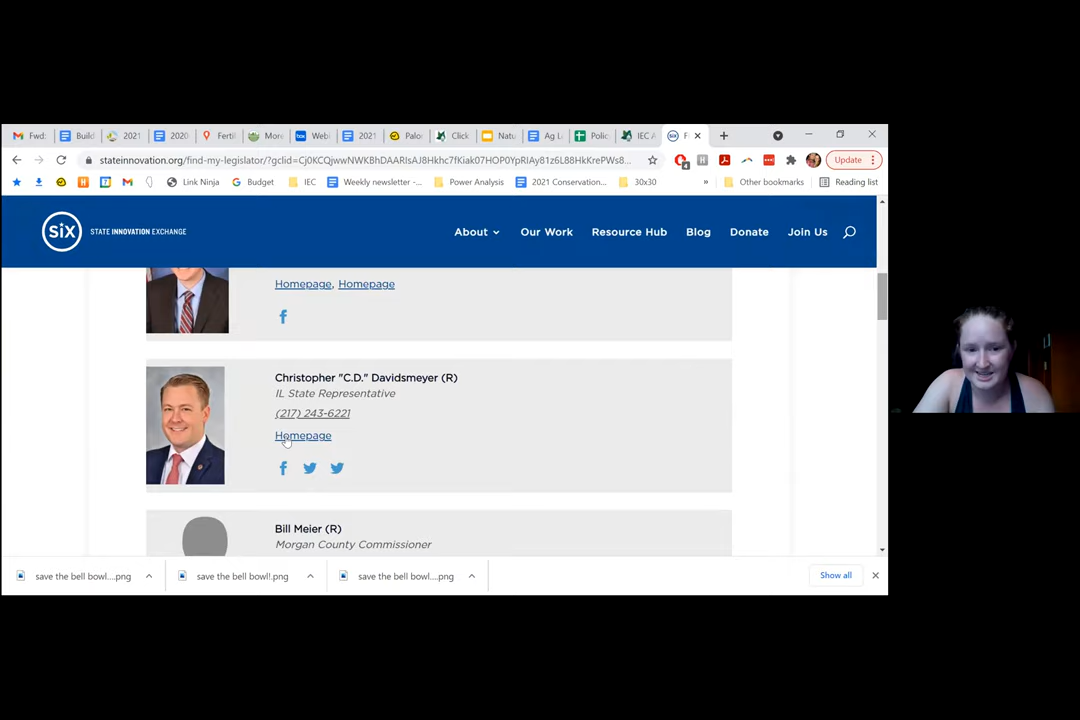 Fwd:
Build
2021
2020
Ferti
More
box
Webl
2021
Palo
Click
Natu
Ag L
Polic
IEC A
F
stateinnovation.org/find-my-legislator/?gclid=Cj0KCQjwwNWKBhDAARIsAJ8Hkhc7fKiak07HOP0YpRIAy81z6L88HkKrePWs8...
Update
Link Ninja
Budget
IEC
Weekly newsletter -...
Power Analysis
2021 Conservation...
30x30
»
Other bookmarks
Reading list
SiX
STATE INNOVATION EXCHANGE
About
Our Work
Resource Hub
Blog
Donate
Join Us
Homepage, Homepage
Christopher "C.D." Davidsmeyer (R)
IL State Representative
(217) 243-6221
Homepage
Bill Meier (R)
Morgan County Commissioner
save the bell bowl....png
save the bell bowl!.png
save the bell bowl....png
Show all